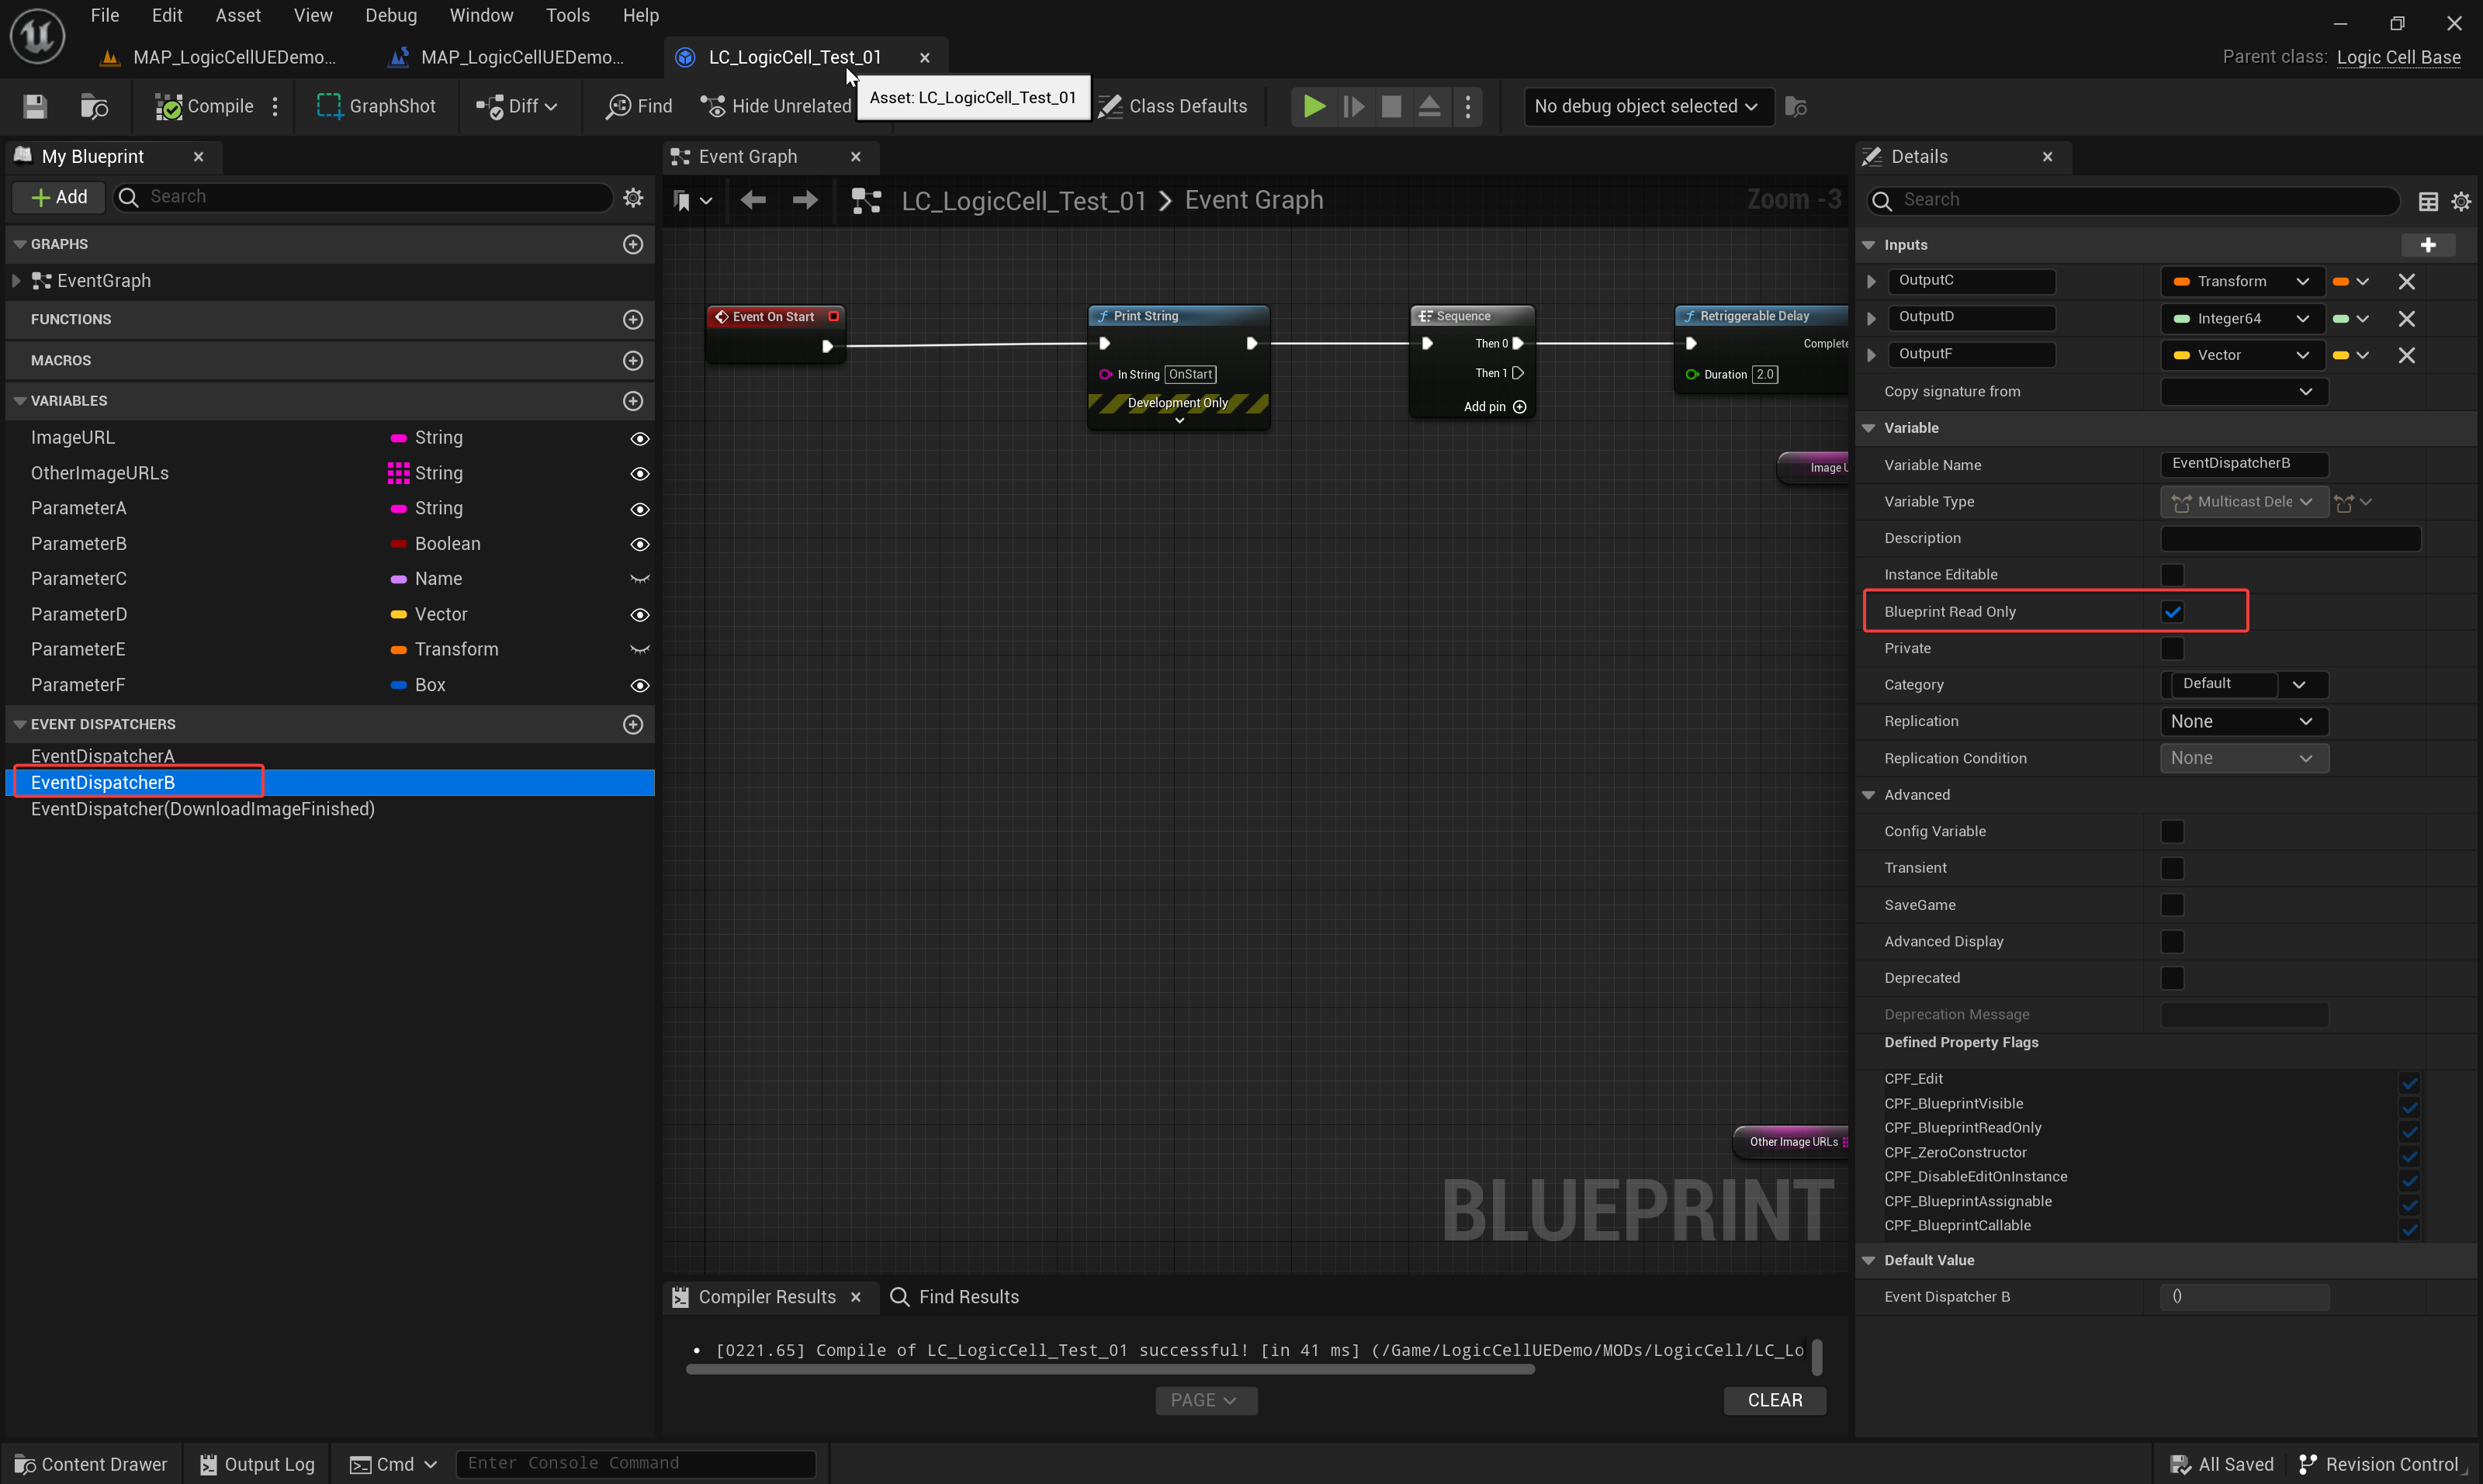 File Edit Asset View Debug Window Tools Help
MAP_LogicCellUEDemo... MAP_LogicCellUEDemo... LC_LogicCell_Test_01
Parent class: Logic Cell Base
Compile GraphShot Diff Find Hide Unrelated Class Defaults No debug object selected
Asset: LC_LogicCell_Test_01
My Blueprint
Add Search
GRAPHS
EventGraph
FUNCTIONS
MACROS
VARIABLES
ImageURL String
OtherImageURLs String
ParameterA String
ParameterB Boolean
ParameterC Name
ParameterD Vector
ParameterE Transform
ParameterF Box
EVENT DISPATCHERS
EventDispatcherA
EventDispatcherB
EventDispatcher(DownloadImageFinished)
Event Graph
LC_LogicCell_Test_01 > Event Graph
Zoom -3
Event On Start
Print String
In String OnStart
Development Only
Sequence
Then 0
Then 1
Add pin
Retriggerable Delay
Complete
Duration 2.0
Image U
Other Image URLs
BLUEPRINT
Compiler Results Find Results
[0221.65] Compile of LC_LogicCell_Test_01 successful! [in 41 ms] (/Game/LogicCellUEDemo/MODs/LogicCell/LC_Lo
PAGE CLEAR
Details
Search
Inputs
OutputC Transform
OutputD Integer64
OutputF Vector
Copy signature from
Variable
Variable Name EventDispatcherB
Variable Type Multicast Dele
Description
Instance Editable
Blueprint Read Only
Private
Category Default
Replication None
Replication Condition None
Advanced
Config Variable
Transient
SaveGame
Advanced Display
Deprecated
Deprecation Message
Defined Property Flags
CPF_Edit
CPF_BlueprintVisible
CPF_BlueprintReadOnly
CPF_ZeroConstructor
CPF_DisableEditOnInstance
CPF_BlueprintAssignable
CPF_BlueprintCallable
Default Value
Event Dispatcher B ()
Content Drawer Output Log Cmd Enter Console Command All Saved Revision Control